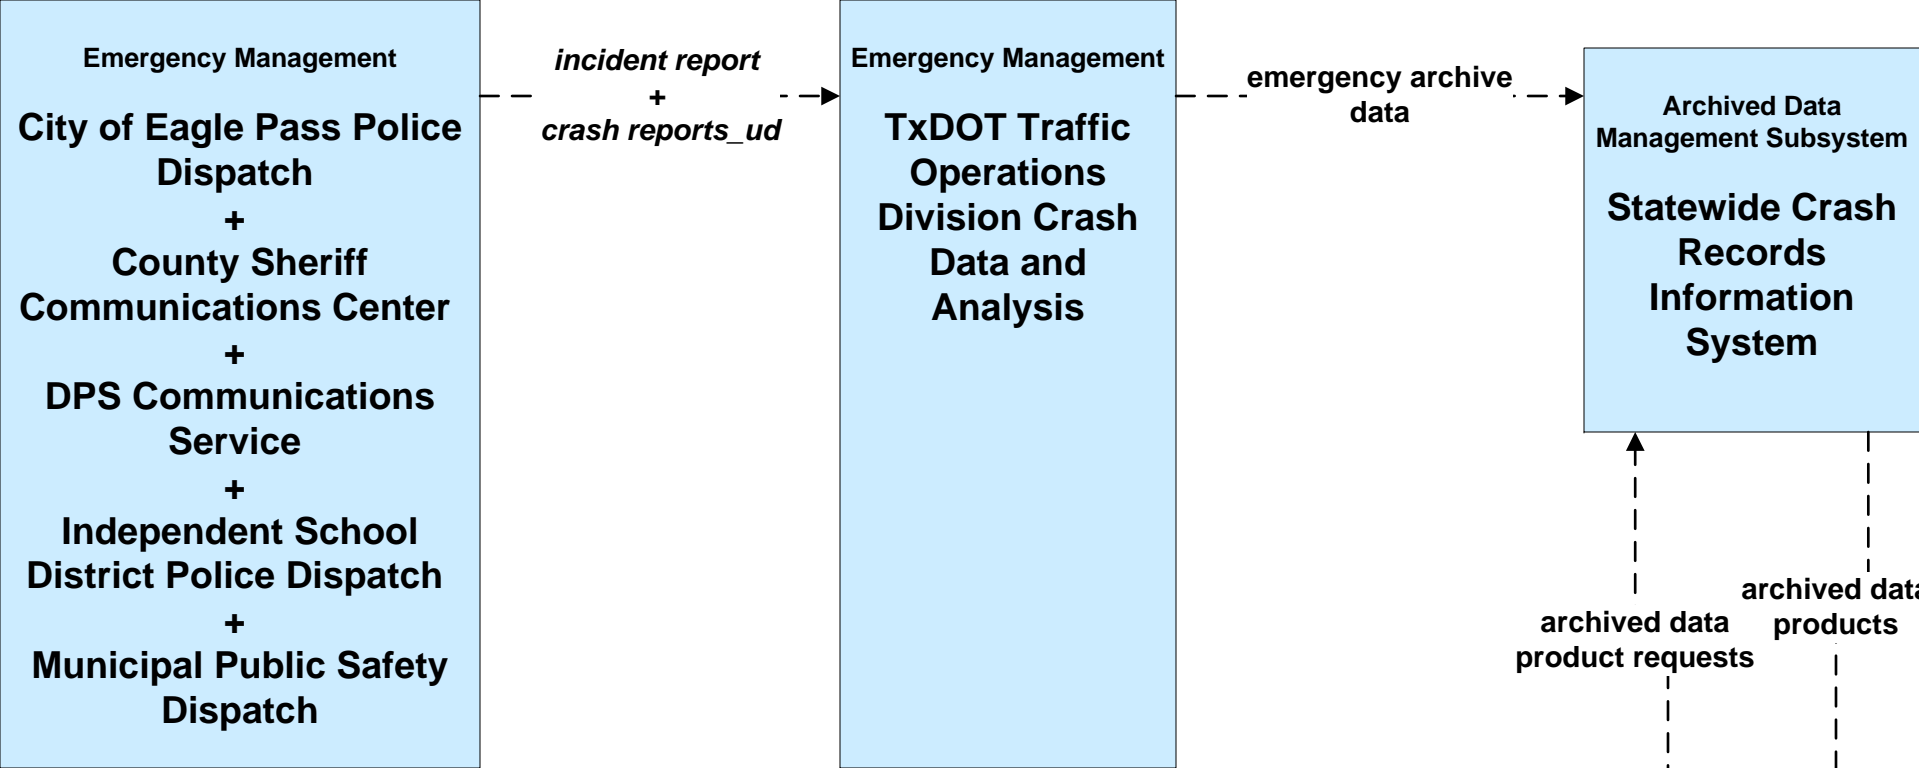 Emergency Management
City of Eagle Pass Police
Dispatch
+
County Sheriff
Communications Center
+
DPS Communications
Service
+
Independent School
District Police Dispatch
+
Municipal Public Safety
Dispatch
incident report
+
crash reports_ud
Emergency Management
TxDOT Traffic
Operations
Division Crash
Data and
Analysis
emergency archive
data
Archived Data
Management Subsystem
Statewide Crash
Records
Information
System
archived data
product requests
archived data
products